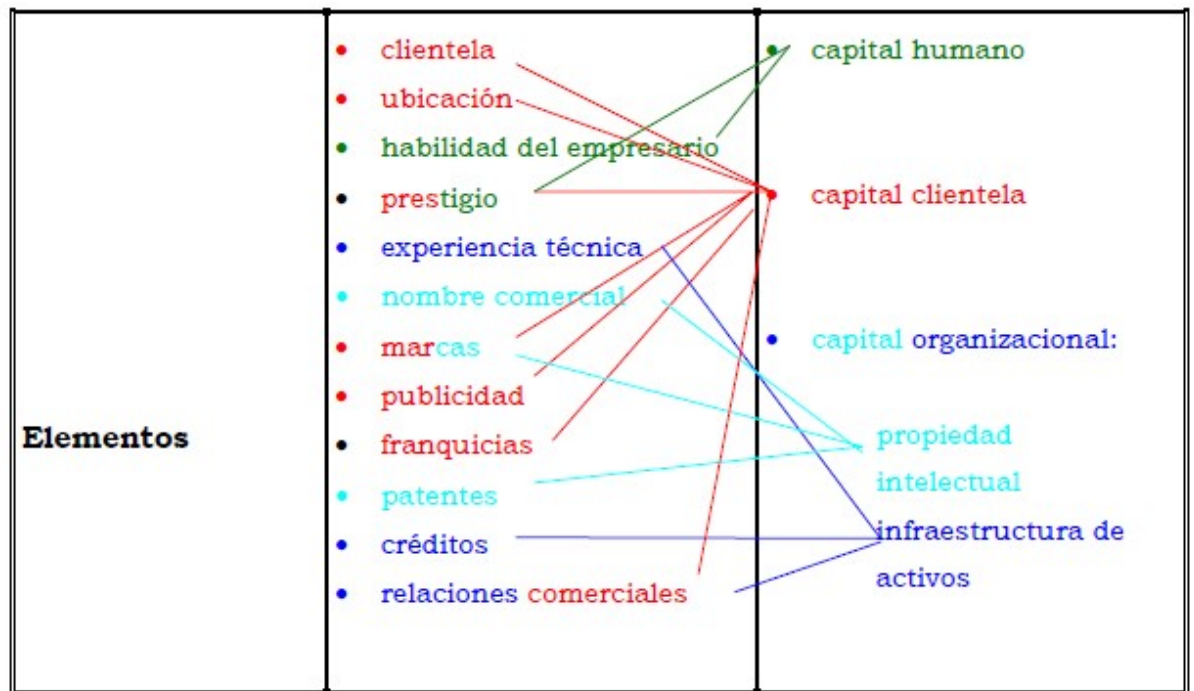 Elementos
• clientela
• ubicación
• habilidad del empresario
• prestigio
• experiencia técnica
• nombre comercial
• marcas
• publicidad
• franquicias
• patentes
• créditos
• relaciones comerciales
• capital humano
• capital clientela
• capital organizacional:
propiedad
intelectual
infraestructura de
activos